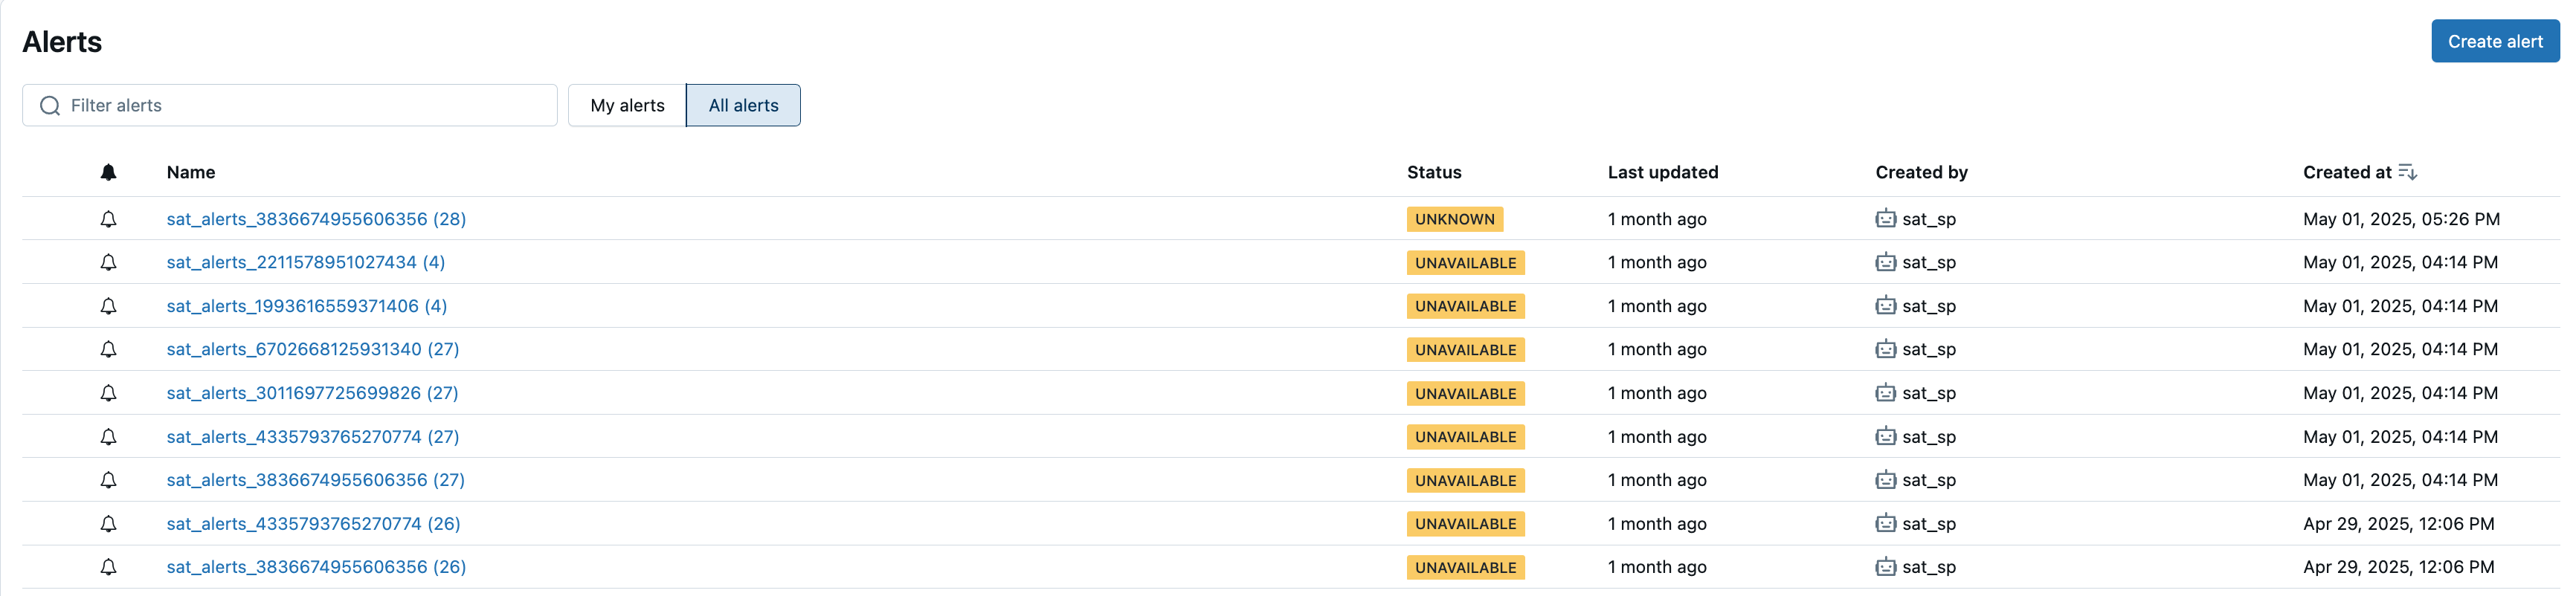 Alerts
Create alert
Filter alerts My alerts All alerts
Name Status Last updated Created by Created at
sat_alerts_3836674955606356 (28) UNKNOWN 1 month ago sat_sp May 01, 2025, 05:26 PM
sat_alerts_2211578951027434 (4) UNAVAILABLE 1 month ago sat_sp May 01, 2025, 04:14 PM
sat_alerts_1993616559371406 (4) UNAVAILABLE 1 month ago sat_sp May 01, 2025, 04:14 PM
sat_alerts_6702668125931340 (27) UNAVAILABLE 1 month ago sat_sp May 01, 2025, 04:14 PM
sat_alerts_3011697725699826 (27) UNAVAILABLE 1 month ago sat_sp May 01, 2025, 04:14 PM
sat_alerts_4335793765270774 (27) UNAVAILABLE 1 month ago sat_sp May 01, 2025, 04:14 PM
sat_alerts_3836674955606356 (27) UNAVAILABLE 1 month ago sat_sp May 01, 2025, 04:14 PM
sat_alerts_4335793765270774 (26) UNAVAILABLE 1 month ago sat_sp Apr 29, 2025, 12:06 PM
sat_alerts_3836674955606356 (26) UNAVAILABLE 1 month ago sat_sp Apr 29, 2025, 12:06 PM